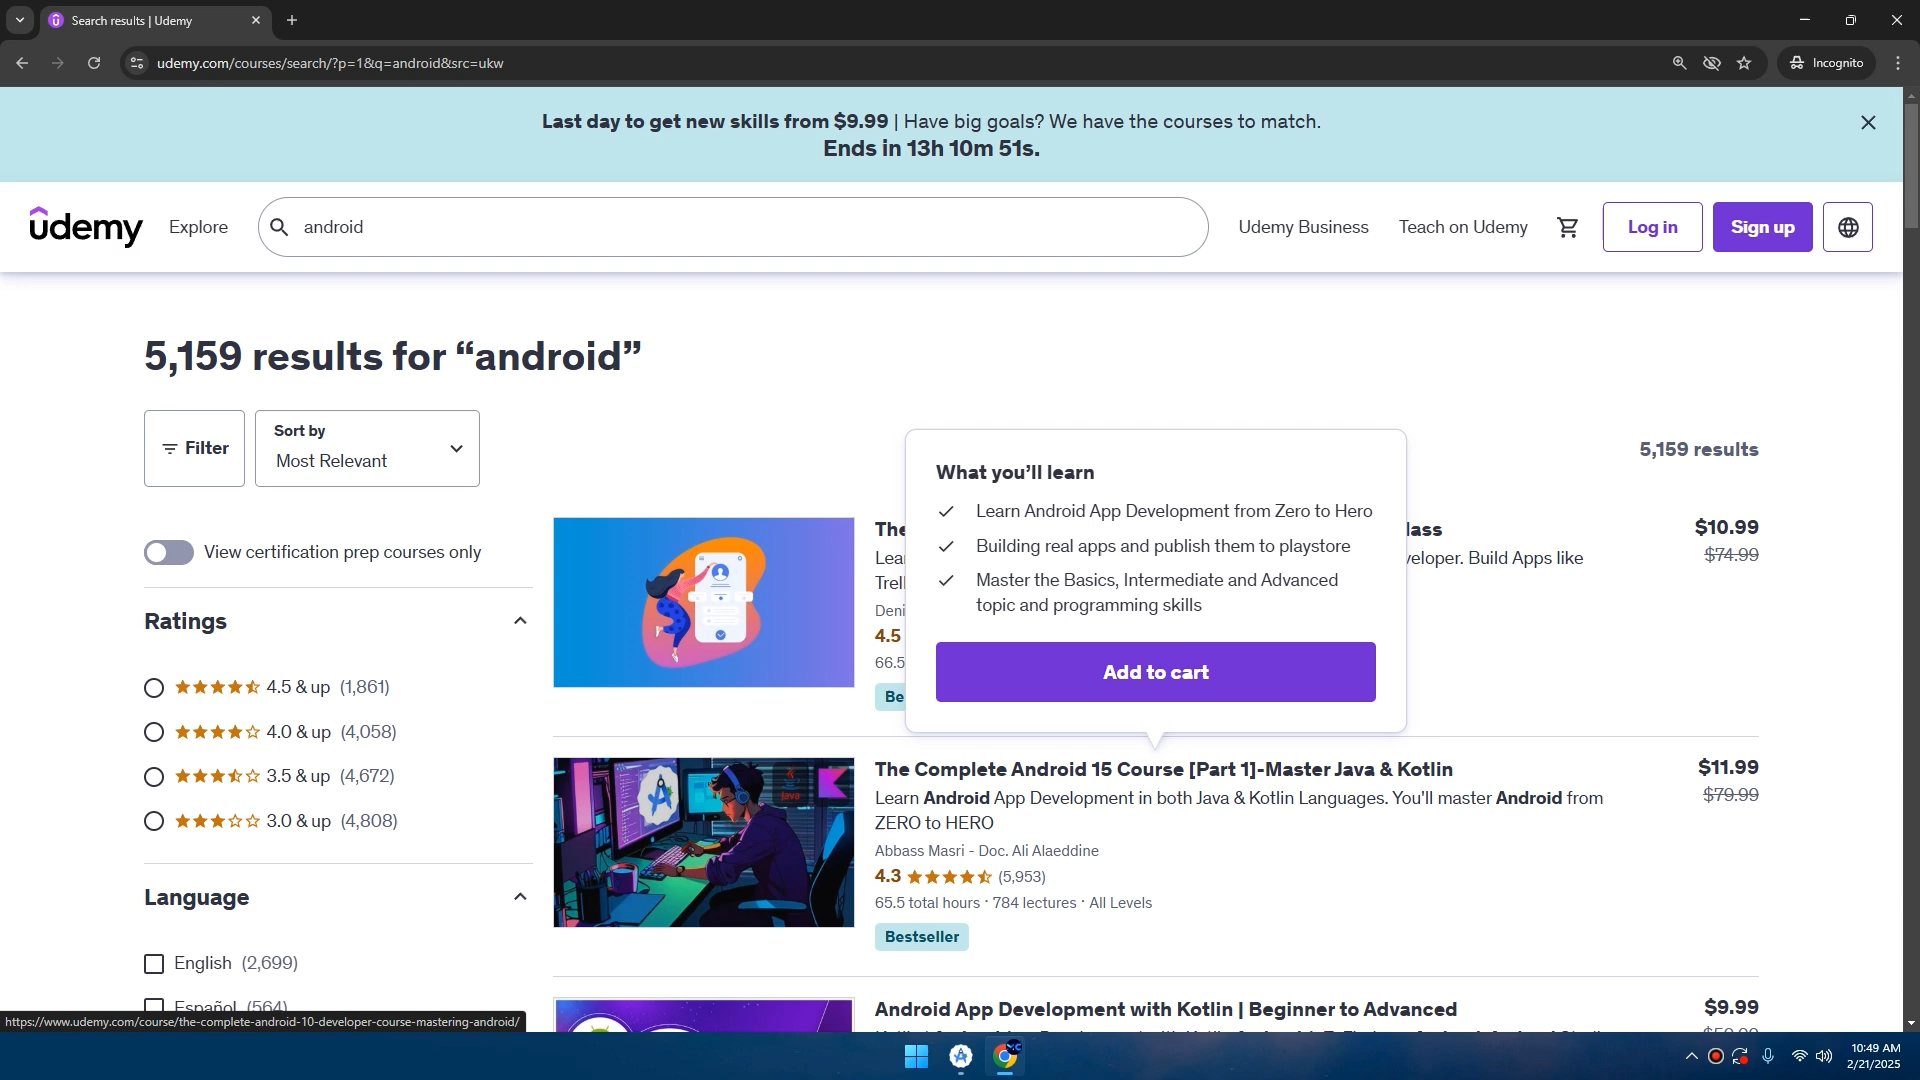 Search results | Udemy
udemy.com/courses/search/?p=1&q=android&src=ukw
Incognito
Last day to get new skills from $9.99 | Have big goals? We have the courses to match.
Ends in 13h 10m 51s.
udemy
Explore
android
Udemy Business
Teach on Udemy
Log in
Sign up
5,159 results for “android”
Filter
Sort by
Most Relevant
5,159 results
View certification prep courses only
Ratings
4.5 & up (1,861)
4.0 & up (4,058)
3.5 & up (4,672)
3.0 & up (4,808)
Language
English (2,699)
Español (564)
What you’ll learn
Learn Android App Development from Zero to Hero
Building real apps and publish them to playstore
Master the Basics, Intermediate and Advanced
topic and programming skills
Add to cart
$10.99
$74.99
veloper. Build Apps like
4.5
66.5
The Complete Android 15 Course [Part 1]-Master Java & Kotlin
$11.99
Learn Android App Development in both Java & Kotlin Languages. You'll master Android from
$79.99
ZERO to HERO
Abbass Masri - Doc. Ali Alaeddine
4.3 (5,953)
65.5 total hours · 784 lectures · All Levels
Bestseller
Java
Android App Development with Kotlin | Beginner to Advanced
$9.99
https://www.udemy.com/course/the-complete-android-10-developer-course-mastering-android/
10:49 AM
2/21/2025